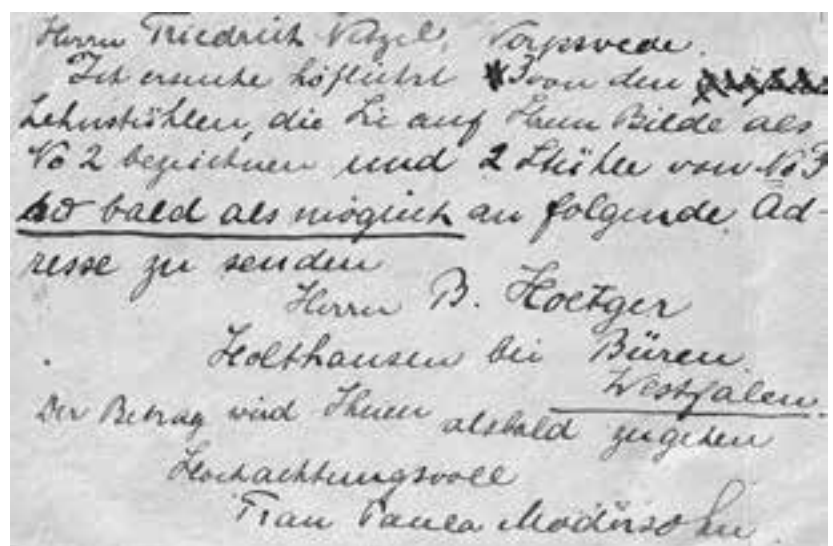 Herrn Friedrich Vogel, Worpswede.
Ich ersuche höflichst 3 von den
Lehnstühlen, die Sie auf Ihrem Bilde als
No 2 bezeichnen und 2 Stühle von No 3
so bald als möglich an folgende Ad-
resse zu senden
Herrn B. Hoetger
Holthausen bei Büren
Westfalen.
Der Betrag wird Ihnen alsbald zugehen
Hochachtungsvoll
Frau Paula Modersohn.